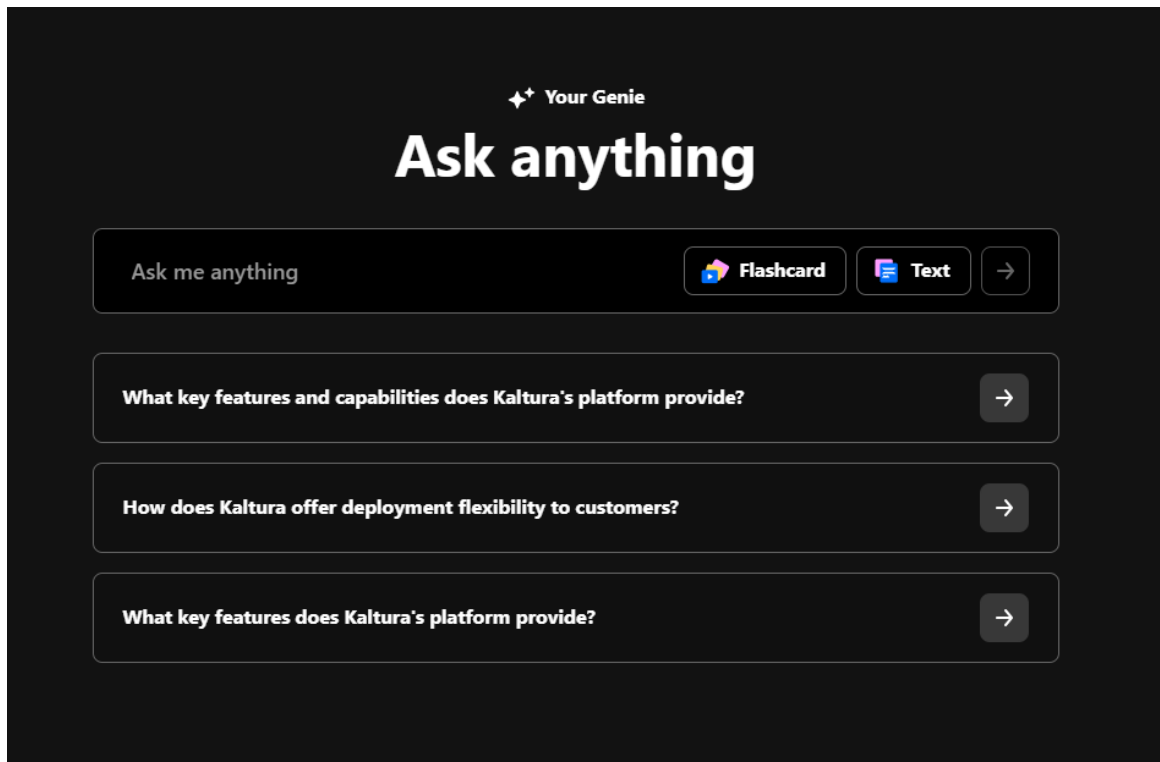 Your Genie
Ask anything
Ask me anything
Flashcard
Text
What key features and capabilities does Kaltura's platform provide?
How does Kaltura offer deployment flexibility to customers?
What key features does Kaltura's platform provide?